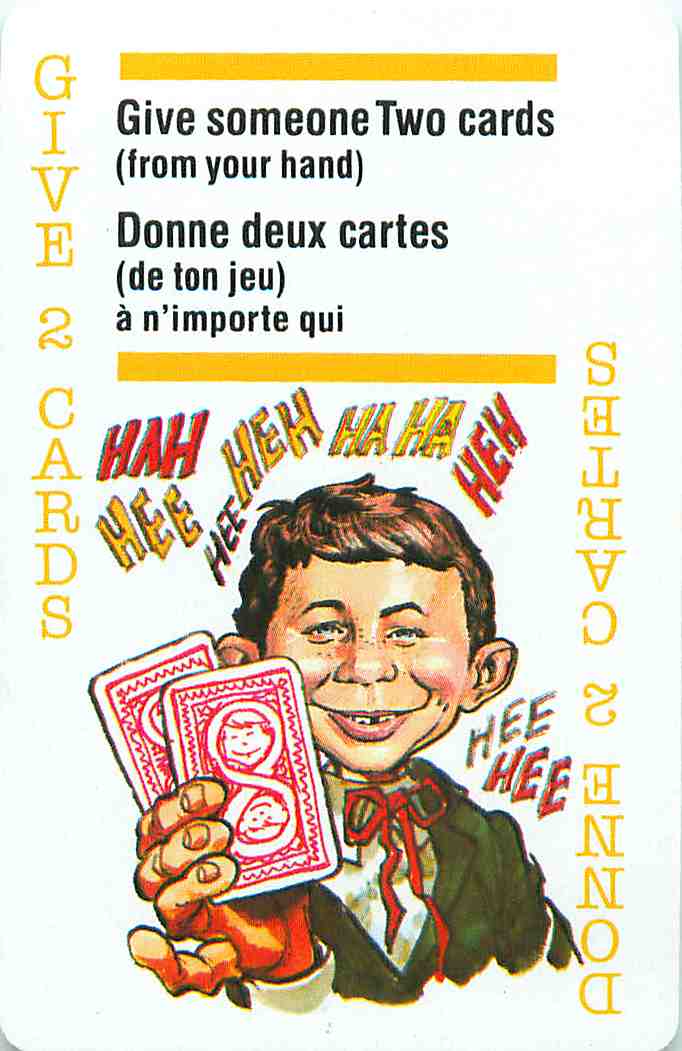 GIVE 2 CARDS
Give someone Two cards
(from your hand)
Donne deux cartes
(de ton jeu)
à n'importe qui
HAH
HEE
HEE
HEH
HA HA
HEH
HEE
HEE
DONNE 2 CARTES